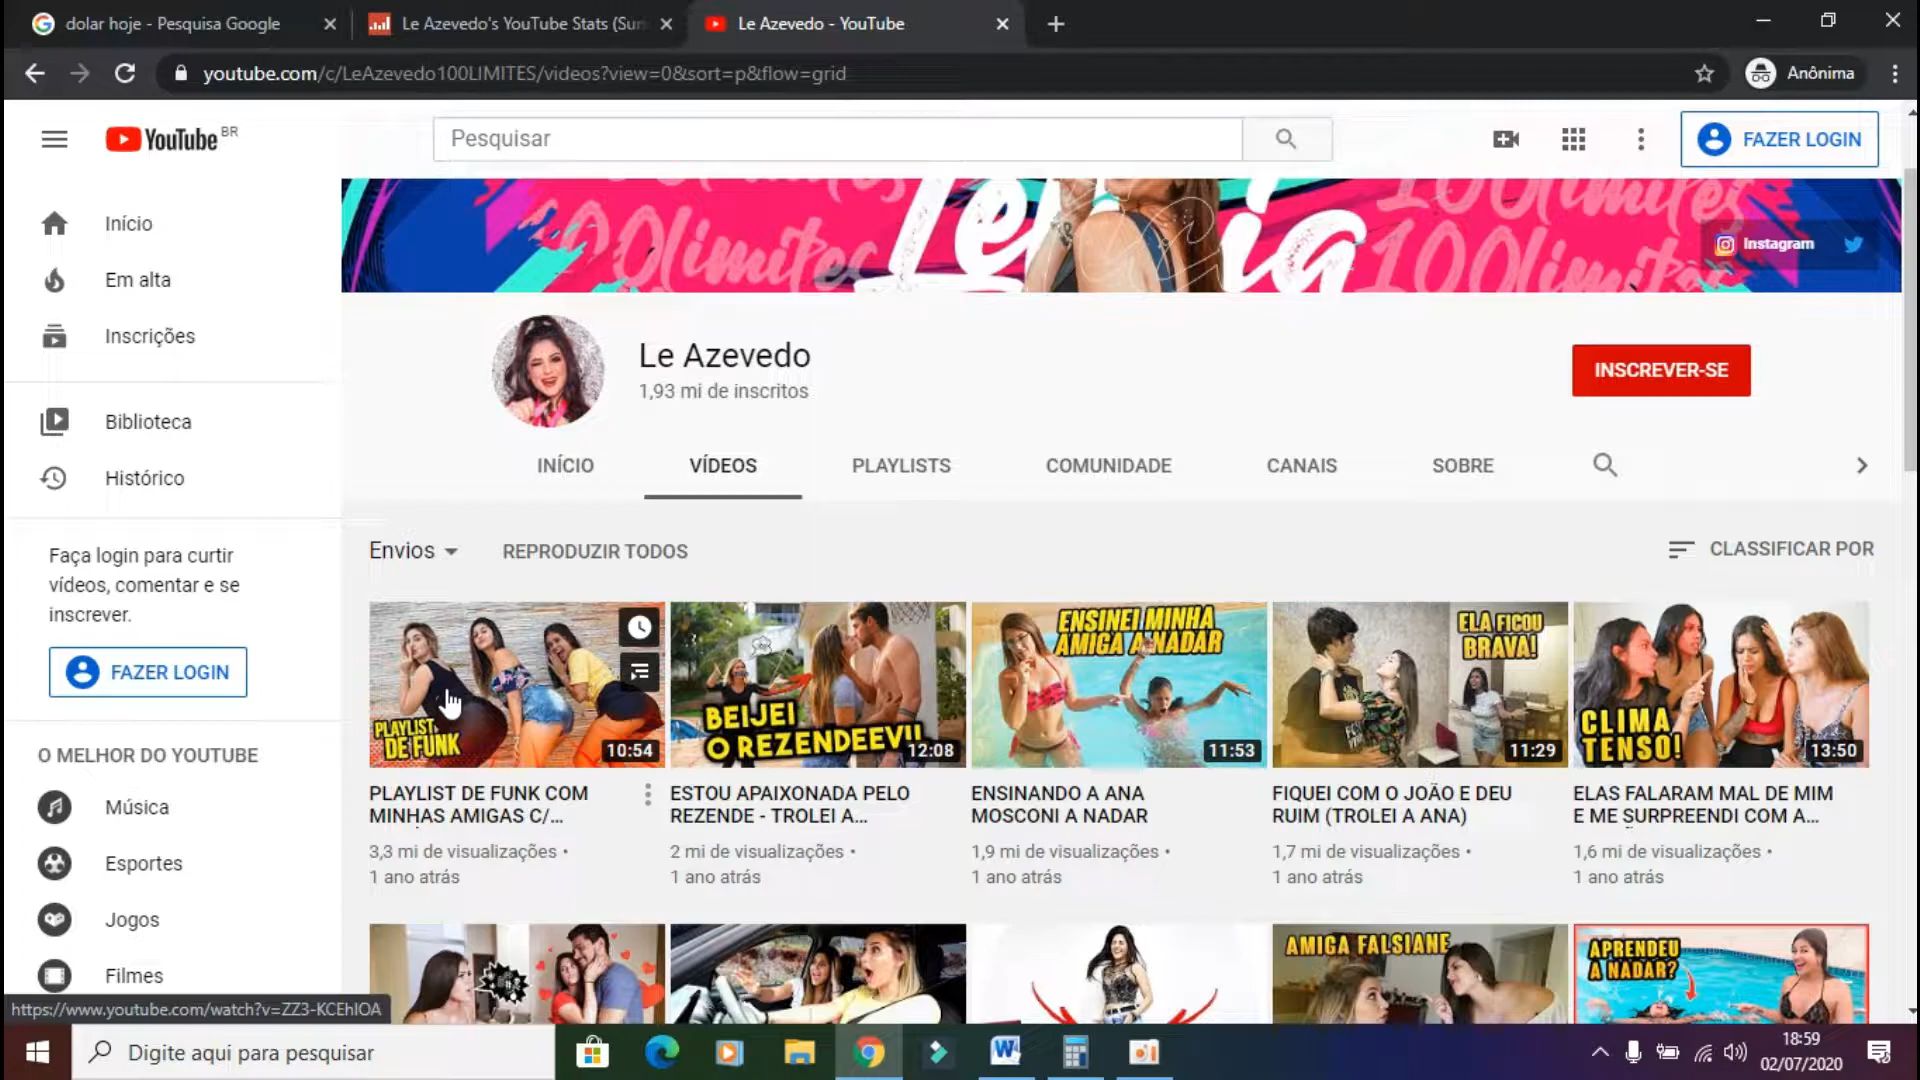 dolar hoje - Pesquisa Google
Le Azevedo's YouTube Stats (Su
Le Azevedo - YouTube
youtube.com/c/LeAzevedo100LIMITES/videos?view=0&sort=p&flow=grid
Anônima
YouTube BR
Pesquisar
FAZER LOGIN
100limites
100limites
Instagram
Início
Em alta
Inscrições
Biblioteca
Histórico
Faça login para curtir
vídeos, comentar e se
inscrever.
FAZER LOGIN
O MELHOR DO YOUTUBE
Música
Esportes
Jogos
Filmes
Le Azevedo
1,93 mi de inscritos
INSCREVER-SE
INÍCIO VÍDEOS PLAYLISTS COMUNIDADE CANAIS SOBRE
Envios REPRODUZIR TODOS CLASSIFICAR POR
PLAYLIST
DE FUNK
10:54
PLAYLIST DE FUNK COM
MINHAS AMIGAS C/...
3,3 mi de visualizações •
1 ano atrás
BEIJEI
O REZENDEEVIL
12:08
ESTOU APAIXONADA PELO
REZENDE - TROLEI A...
2 mi de visualizações •
1 ano atrás
ENSINEI MINHA
AMIGA A NADAR
11:53
ENSINANDO A ANA
MOSCONI A NADAR
1,9 mi de visualizações •
1 ano atrás
ELA FICOU
BRAVA!
11:29
FIQUEI COM O JOÃO E DEU
RUIM (TROLEI A ANA)
1,7 mi de visualizações •
1 ano atrás
CLIMA
TENSO!
13:50
ELAS FALARAM MAL DE MIM
E ME SURPREENDI COM A...
1,6 mi de visualizações •
1 ano atrás
AMIGA FALSIANE
APRENDEU
A NADAR?
https://www.youtube.com/watch?v=ZZ3-KCEhlOA
Digite aqui para pesquisar
18:59
02/07/2020